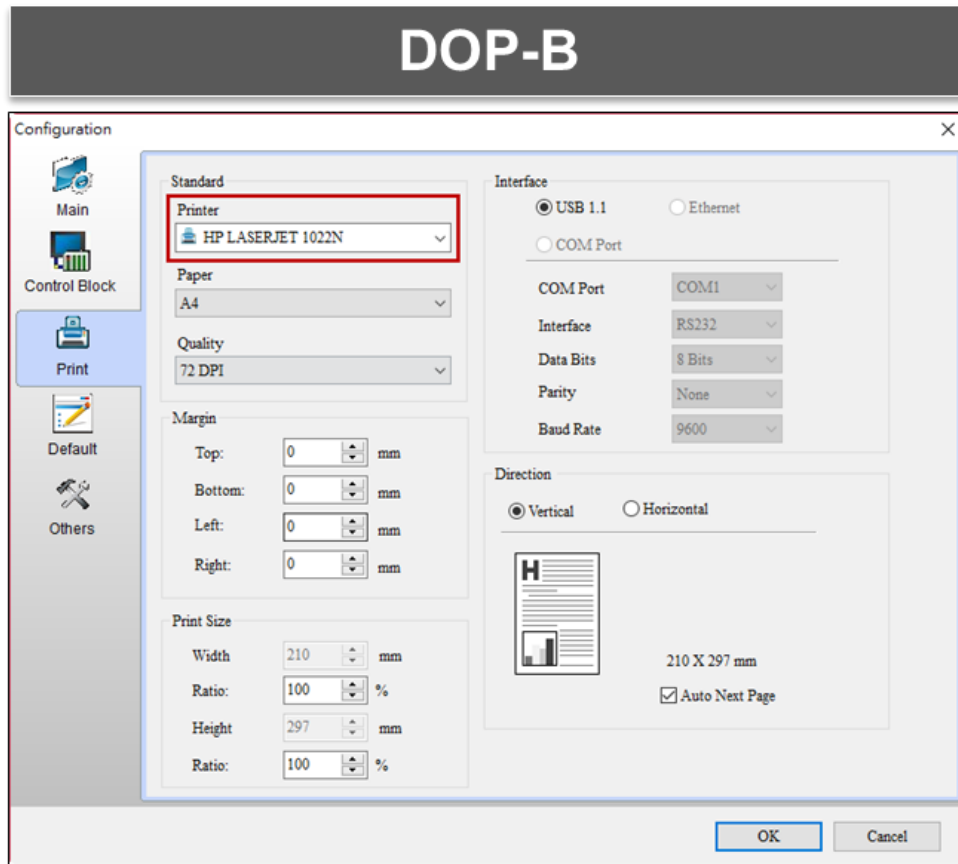 DOP-B
Configuration
Main
Control Block
Print
Default
Others
Standard
Printer
HP LASERJET 1022N
Paper
A4
Quality
72 DPI
Margin
Top: 0 mm
Bottom: 0 mm
Left: 0 mm
Right: 0 mm
Print Size
Width 210 mm
Ratio: 100 %
Height 297 mm
Ratio: 100 %
Interface
USB 1.1 Ethernet
COM Port
COM Port COM1
Interface RS232
Data Bits 8 Bits
Parity None
Baud Rate 9600
Direction
Vertical Horizontal
H
210 X 297 mm
Auto Next Page
OK Cancel